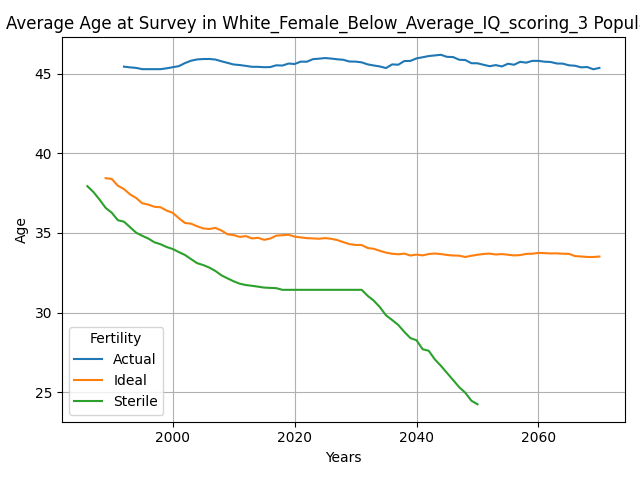 Average Age at Survey in White_Female_Below_Average_IQ_scoring_3 Popul
45
40
35
30
25
Age
Fertility
Actual
Ideal
Sterile
2000 2020 2040 2060
Years